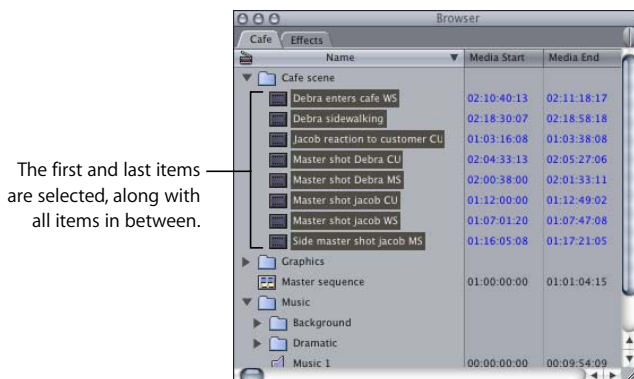 Browser
Cafe Effects
Name Media Start Media End
Cafe scene
Debra enters cafe WS 02:10:40:13 02:11:18:17
Debra sidewalking 02:18:30:07 02:18:58:18
Jacob reaction to customer CU 01:03:16:08 01:03:38:08
Master shot Debra CU 02:04:33:13 02:05:27:06
Master shot Debra MS 02:00:38:00 02:01:33:11
Master shot jacob CU 01:12:00:00 01:12:49:02
Master shot jacob WS 01:07:01:20 01:07:47:08
Side master shot jacob MS 01:16:05:08 01:17:21:05
Graphics
Master sequence 01:00:00:00 01:01:04:15
Music
Background
Dramatic
Music 1 00:00:00:00 00:09:54:09
The first and last items
are selected, along with
all items in between.